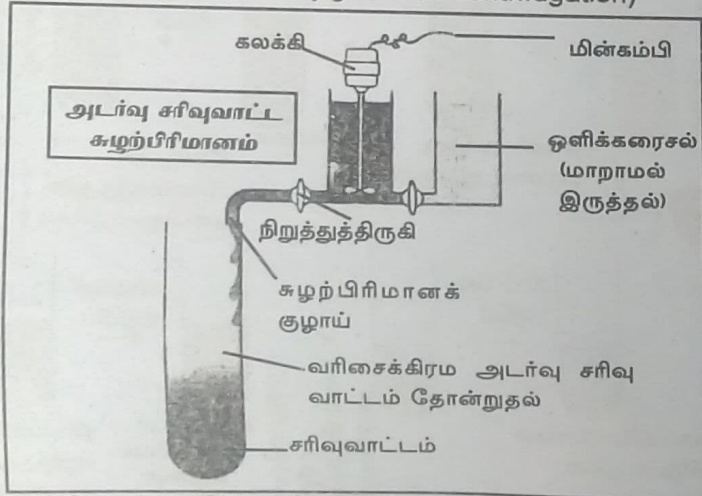 கலக்கி
மின்கம்பி
அடர்வு சரிவுவாட்ட
சுழற்பிரிமானம்
ஒளிக்கரைசல்
(மாறாமல்
இருத்தல்)
நிறுத்துத்திருகி
சுழற்பிரிமானக்
குழாய்
வரிசைக்கிரம அடர்வு சரிவு
வாட்டம் தோன்றுதல்
சரிவுவாட்டம்